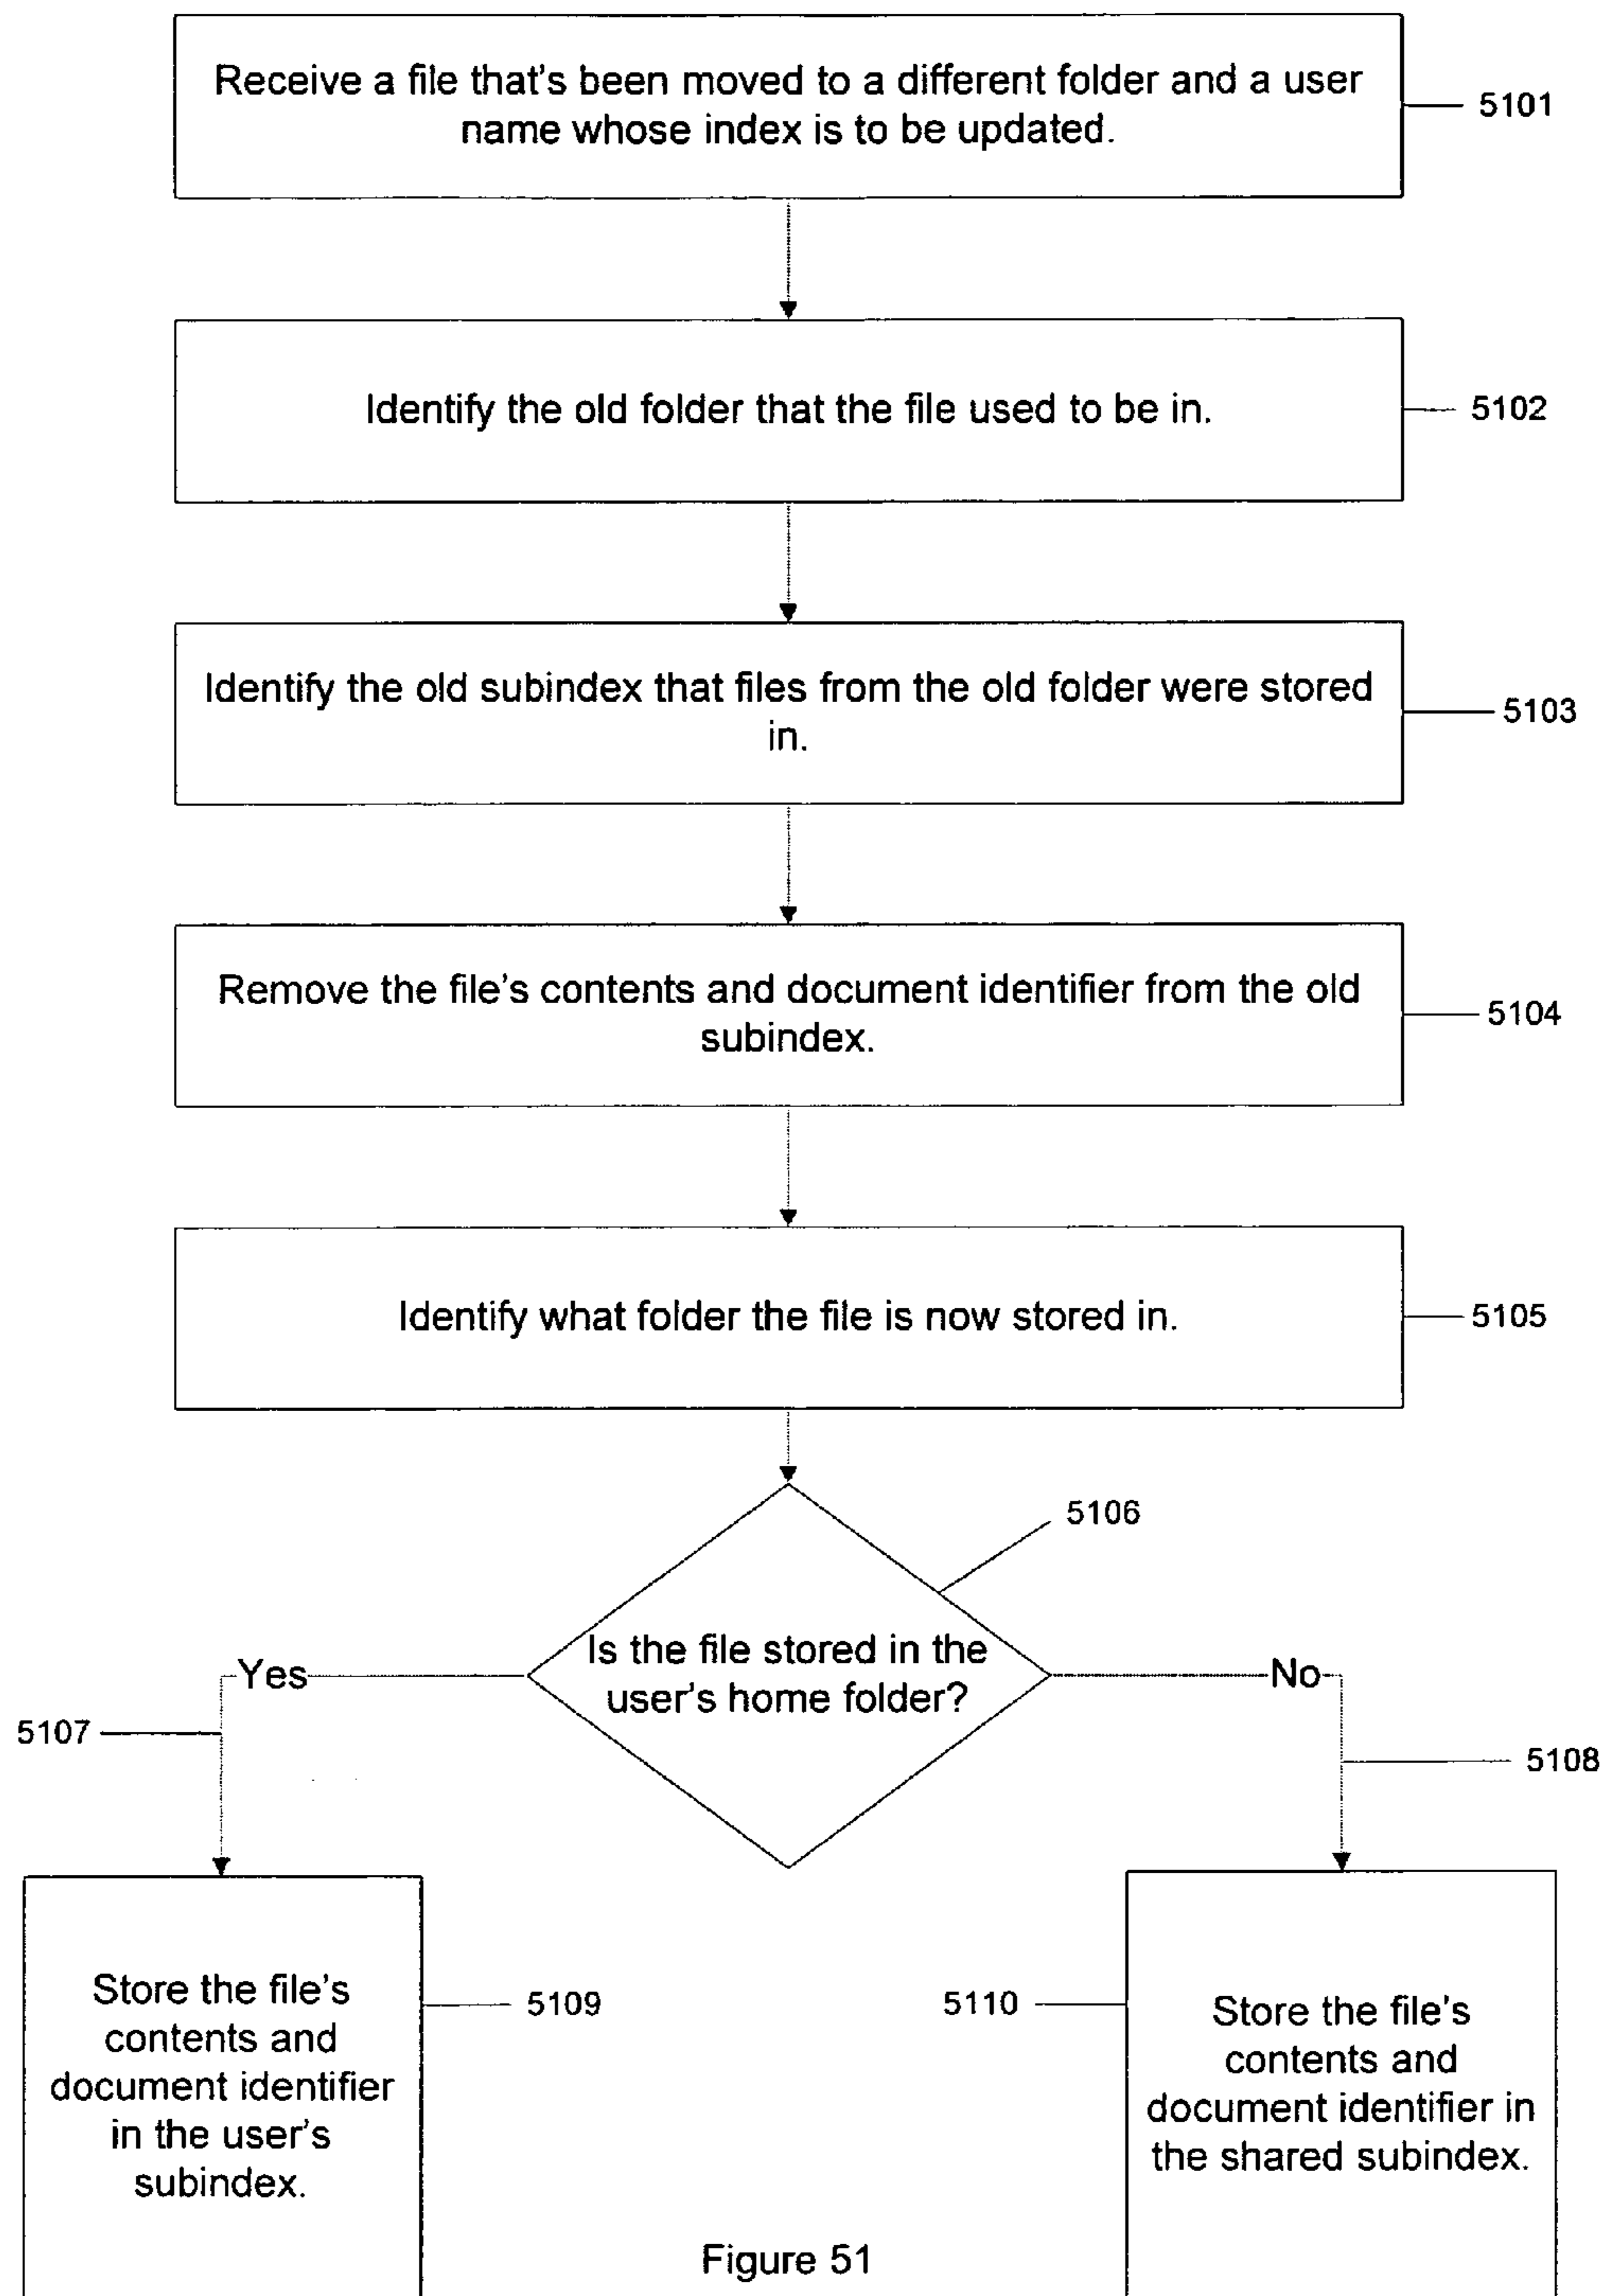 Receive a file that's been moved to a different folder and a user
name whose index is to be updated.
5101
Identify the old folder that the file used to be in.
5102
Identify the old subindex that files from the old folder were stored
in.
5103
Remove the file's contents and document identifier from the old
subindex.
5104
Identify what folder the file is now stored in.
5105
5106
Is the file stored in the
user's home folder?
Yes
No
5107
5108
Store the file's
contents and
document identifier
in the user's
subindex.
5109
5110
Store the file's
contents and
document identifier in
the shared subindex.
Figure 51